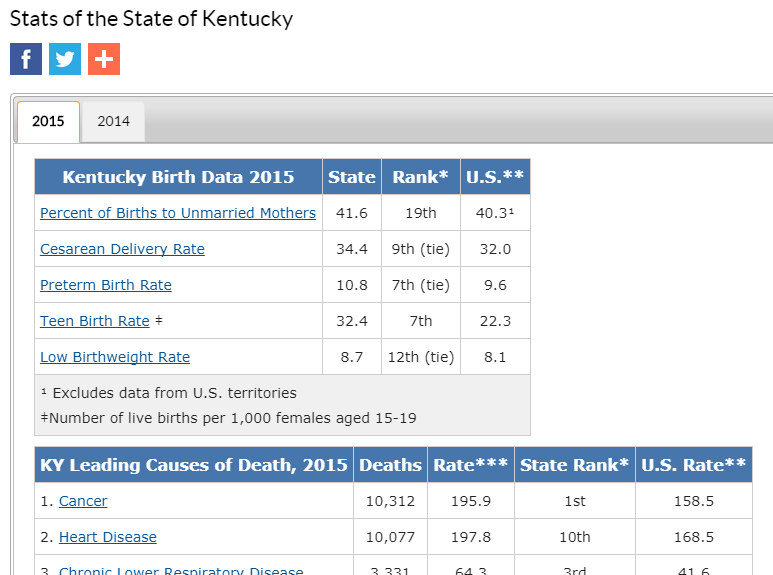 Stats of the State of Kentucky
2015 2014
Kentucky Birth Data 2015 State Rank* U.S.**
Percent of Births to Unmarried Mothers 41.6 19th 40.3¹
Cesarean Delivery Rate 34.4 9th (tie) 32.0
Preterm Birth Rate 10.8 7th (tie) 9.6
Teen Birth Rate ‡ 32.4 7th 22.3
Low Birthweight Rate 8.7 12th (tie) 8.1
¹ Excludes data from U.S. territories
‡Number of live births per 1,000 females aged 15-19
KY Leading Causes of Death, 2015 Deaths Rate*** State Rank* U.S. Rate**
1. Cancer 10,312 195.9 1st 158.5
2. Heart Disease 10,077 197.8 10th 168.5
3. Chronic Lower Respiratory Disease 3,331 64.3 3rd 41.6